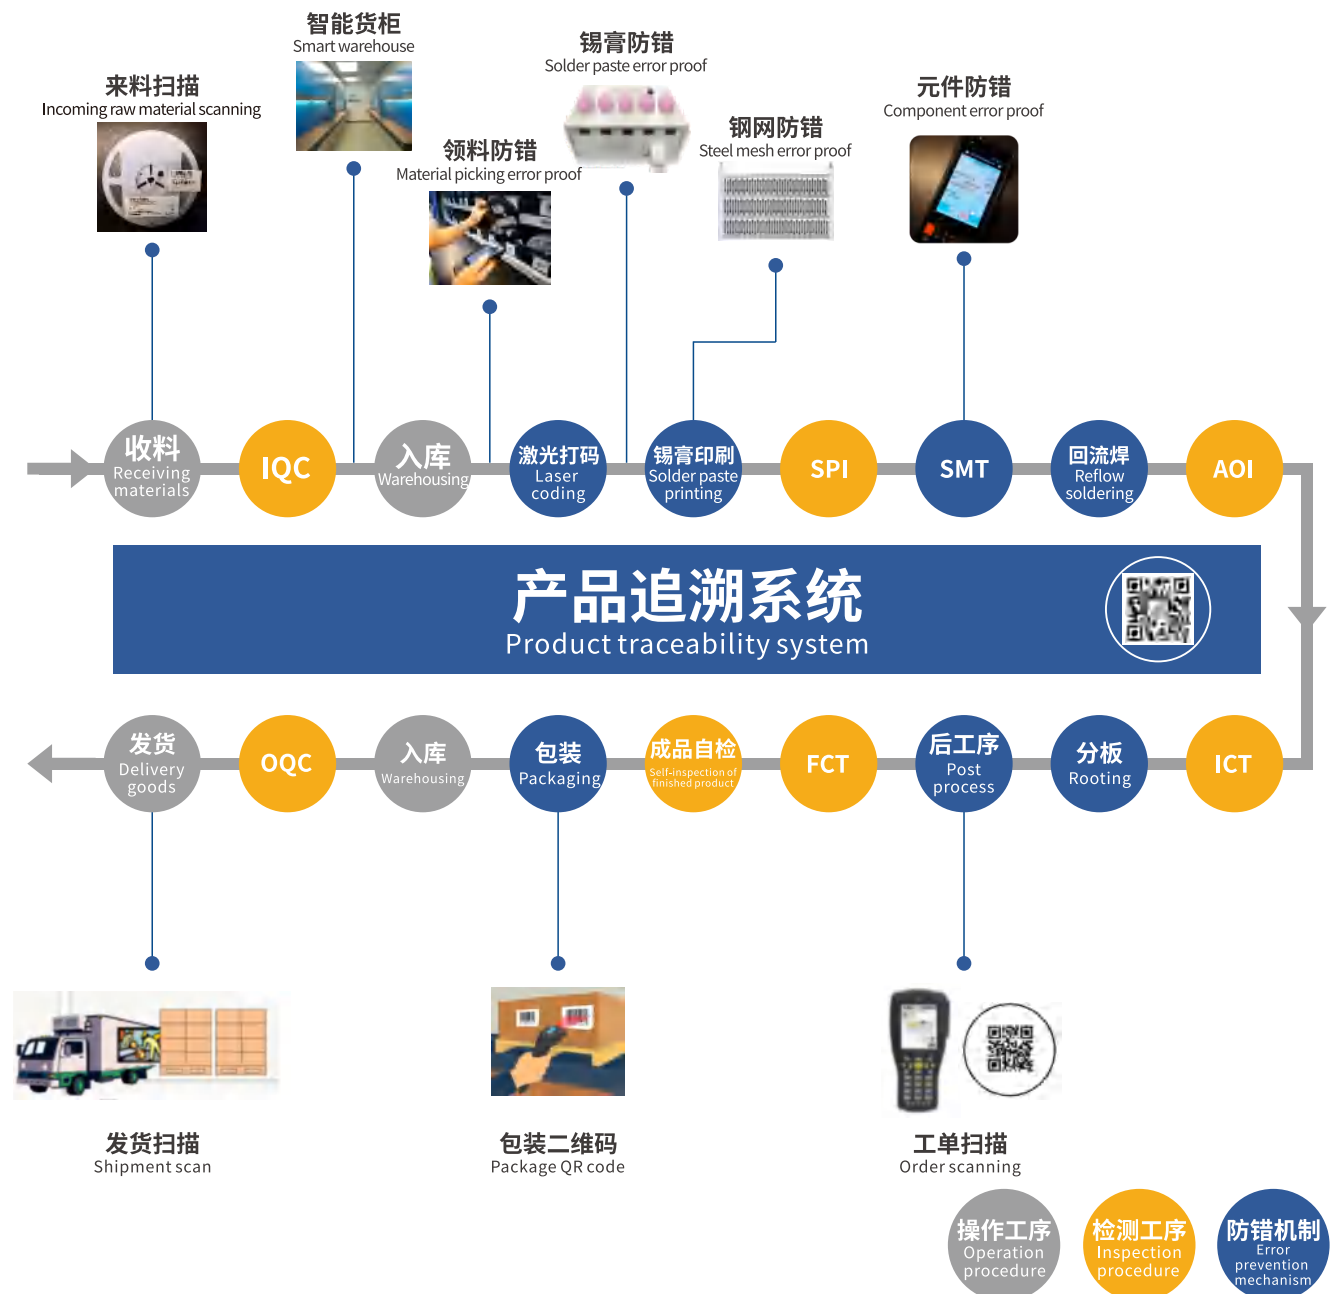 智能货柜
Smart warehouse
锡膏防错
Solder paste error proof
来料扫描
Incoming raw material scanning
元件防错
Component error proof
钢网防错
Steel mesh error proof
领料防错
Material picking error proof
收料
Receiving
materials
IQC
入库
Warehousing
激光打码
Laser
coding
锡膏印刷
Solder paste
printing
SPI
SMT
回流焊
Reflow
soldering
AOI
产品追溯系统
Product traceability system
发货
Delivery
goods
OQC
入库
Warehousing
包装
Packaging
成品自检
Self-inspection of
finished product
FCT
后工序
Post
process
分板
Rooting
ICT
发货扫描
Shipment scan
包装二维码
Package QR code
工单扫描
Order scanning
操作工序
Operation
procedure
检测工序
Inspection
procedure
防错机制
Error
prevention
mechanism